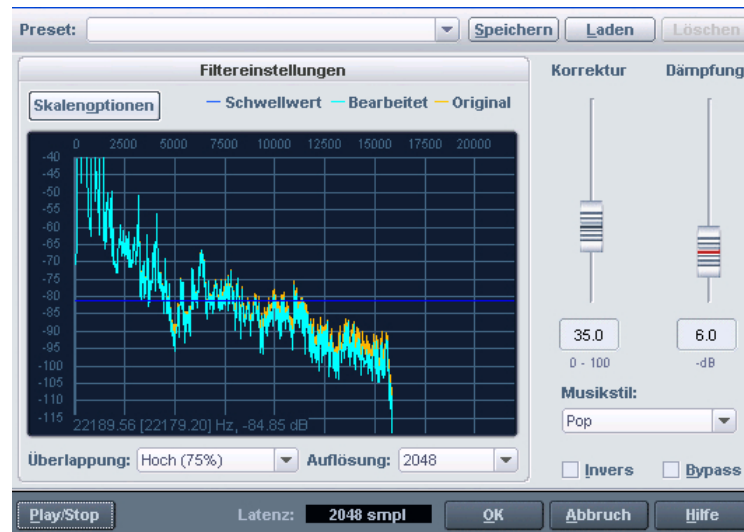 Preset: Speichern Laden Löschen
Filtereinstellungen
Korrektur Dämpfung
Skalenoptionen
Schwellwert Bearbeitet Original
0 2500 5000 7500 10000 12500 15000 17500 20000
-40
-45
-50
-55
-60
-65
-70
-75
-80
-85
-90
-95
-100
-105
-110
-115
22189.56 [22179.20] Hz, -84.85 dB
35.0 6.0
0 - 100 -dB
Musikstil:
Pop
Überlappung: Hoch (75%) Auflösung: 2048
Invers Bypass
Play/Stop Latenz: 2048 smpl OK Abbruch Hilfe